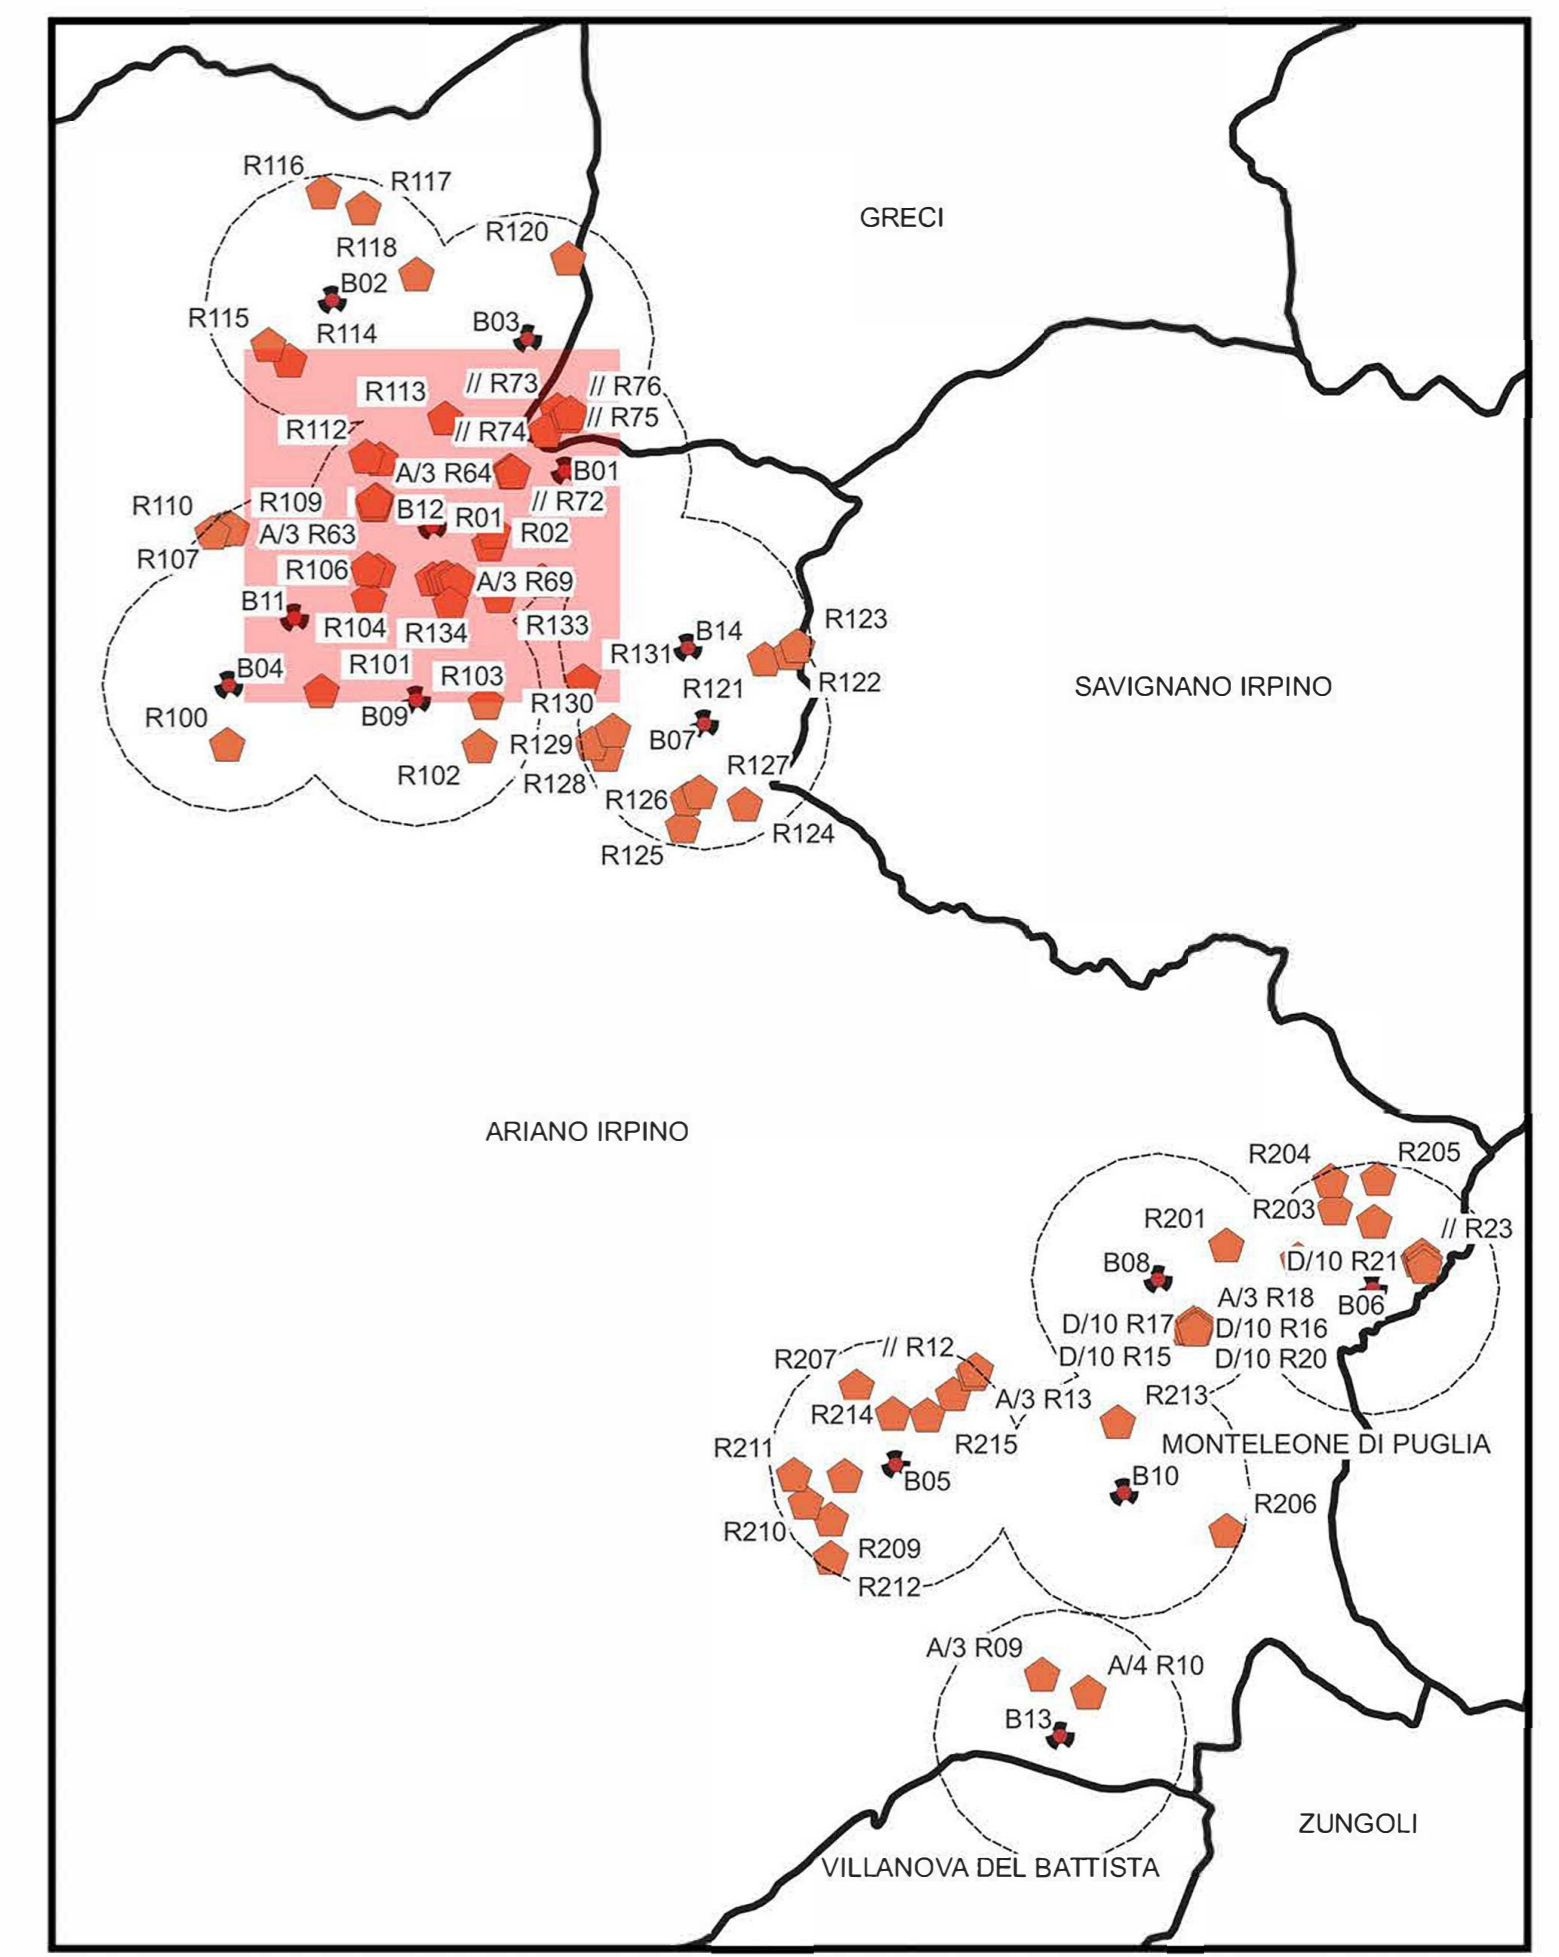 R116
R117
GRECI
R118
R120
B02
R115
R114
B03
R113
// R73
// R76
R112
// R74
// R75
A/3 R64
B01
R110
R109
B12
R01
// R72
A/3 R63
R02
R107
R106
A/3 R69
B11
R104
R134
R133
R123
B04
R101
R103
R131
B14
R121
R122
SAVIGNANO IRPINO
R100
B09
R130
R102
R129
B07
R128
R127
R126
R124
R125
ARIANO IRPINO
R204
R205
R201
R203
// R23
B08
D/10 R21
A/3 R18
B06
D/10 R17
D/10 R16
D/10 R15
D/10 R20
R207
// R12
R214
A/3 R13
R213
R211
R215
MONTELEONE DI PUGLIA
B05
B10
R210
R206
R209
R212
A/3 R09
A/4 R10
B13
ZUNGOLI
VILLANOVA DEL BATTISTA